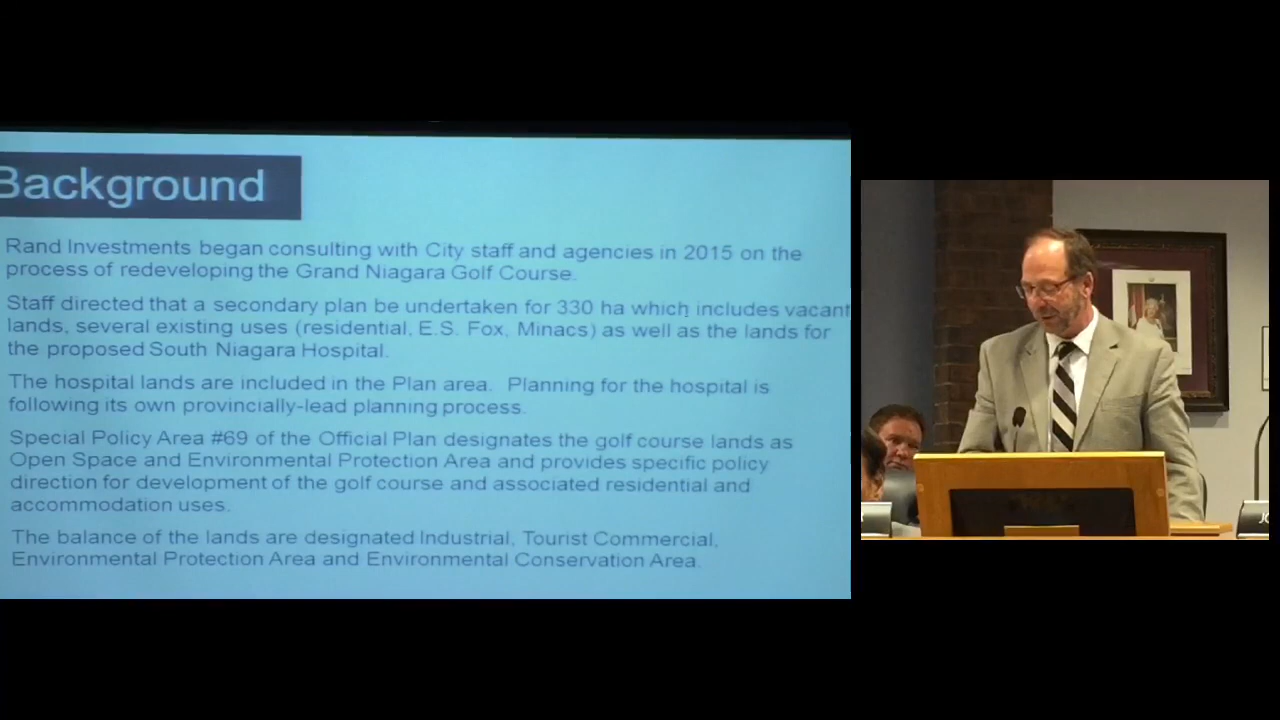 Background
Rand Investments began consulting with City staff and agencies in 2015 on the
process of redeveloping the Grand Niagara Golf Course.
Staff directed that a secondary plan be undertaken for 330 ha which includes vacant
lands, several existing uses (residential, E.S. Fox, Minacs) as well as the lands for
the proposed South Niagara Hospital.
The hospital lands are included in the Plan area. Planning for the hospital is
following its own provincially-lead planning process.
Special Policy Area #69 of the Official Plan designates the golf course lands as
Open Space and Environmental Protection Area and provides specific policy
direction for development of the golf course and associated residential and
accommodation uses.
The balance of the lands are designated Industrial, Tourist Commercial,
Environmental Protection Area and Environmental Conservation Area.